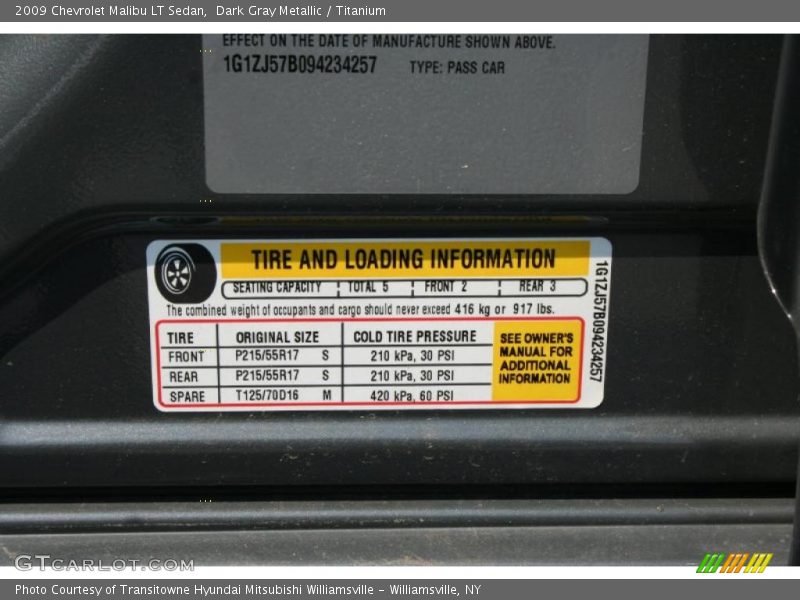 2009 Chevrolet Malibu LT Sedan, Dark Gray Metallic / Titanium
EFFECT ON THE DATE OF MANUFACTURE SHOWN ABOVE.
1G1ZJ57B094234257 TYPE: PASS CAR
TIRE AND LOADING INFORMATION
SEATING CAPACITY TOTAL 5 FRONT 2 REAR 3
The combined weight of occupants and cargo should never exceed 416 kg or 917 lbs.
TIRE ORIGINAL SIZE COLD TIRE PRESSURE
FRONT P215/55R17 S 210 kPa, 30 PSI
REAR P215/55R17 S 210 kPa, 30 PSI
SPARE T125/70D16 M 420 kPa, 60 PSI
SEE OWNER'S
MANUAL FOR
ADDITIONAL
INFORMATION
1G1ZJ57B094234257
GTCARLOT.COM
Photo Courtesy of Transitowne Hyundai Mitsubishi Williamsville - Williamsville, NY